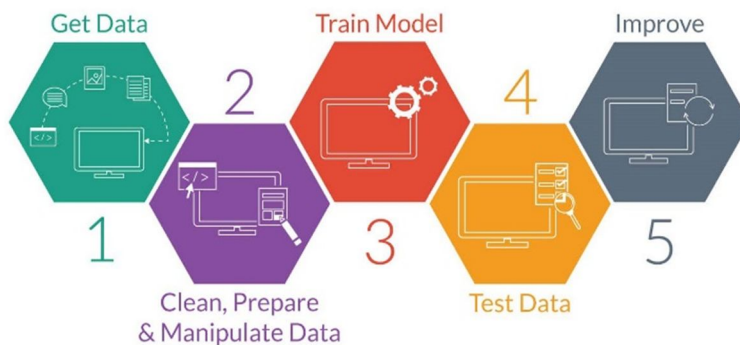 Get Data
1
2
Clean, Prepare
& Manipulate Data
Train Model
3
4
Test Data
Improve
5
</>
</>